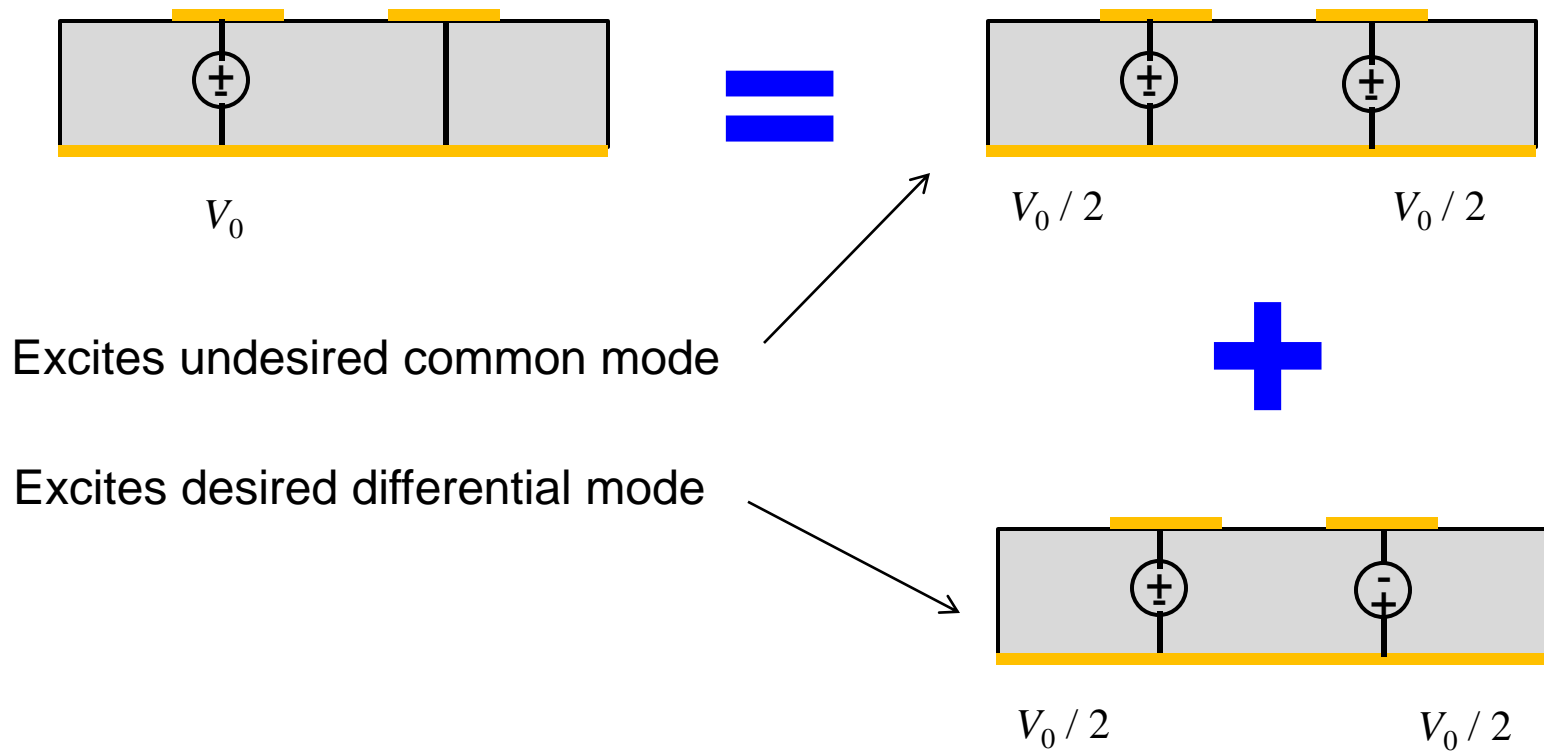 +
-
+
-
+
-
=
V₀
V₀ / 2
V₀ / 2
Excites undesired common mode
+
Excites desired differential mode
+
-
-
+
V₀ / 2
V₀ / 2